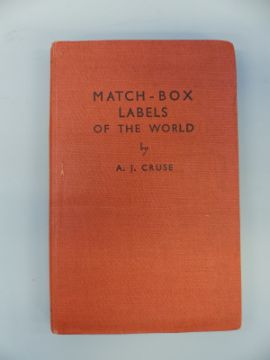 MATCH-BOX
LABELS
OF THE WORLD
by
A. J. CRUSE